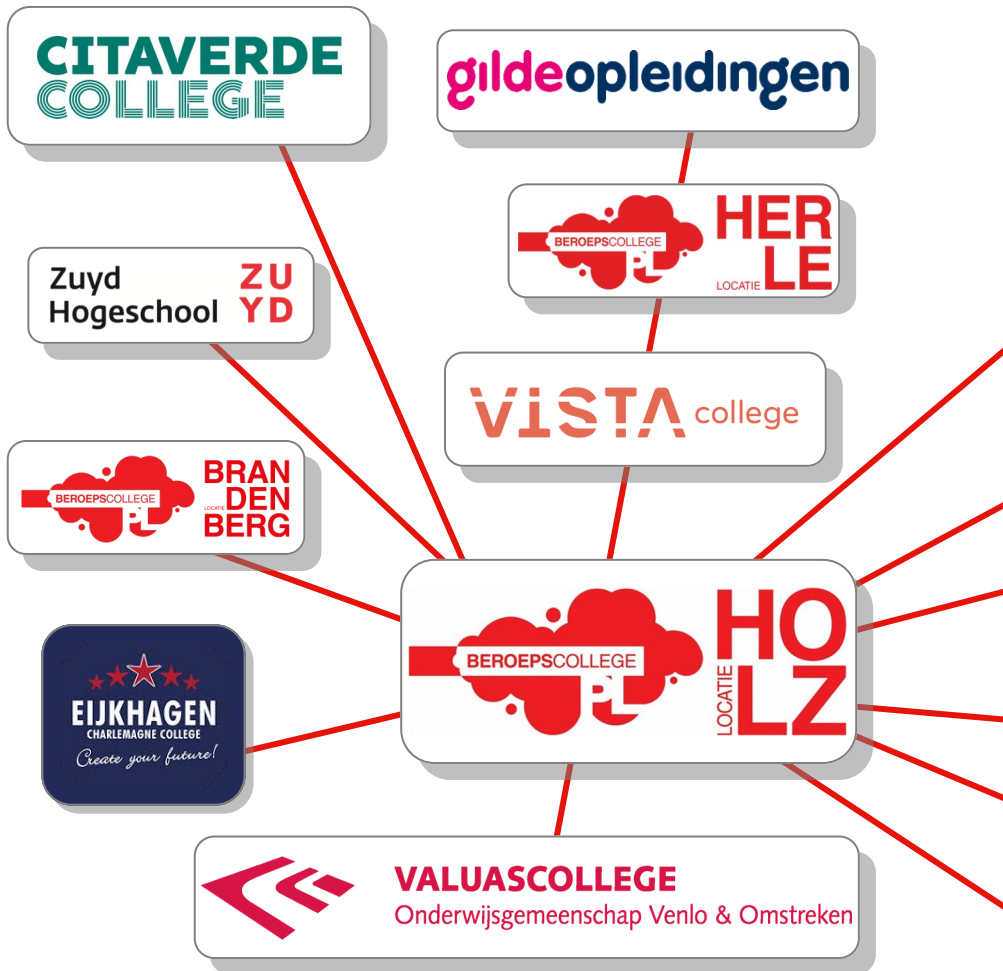 CITAVERDE
COLLEGE
gildeopleidingen
BEROEPSCOLLEGE
PL
HER
LE
LOCATIE
Zuyd
Hogeschool
ZU
YD
VISTA college
BEROEPSCOLLEGE
PL
BRAN
DEN
BERG
LOCATIE
BEROEPSCOLLEGE
PL
HO
LZ
LOCATIE
EIJKHAGEN
CHARLEMAGNE COLLEGE
Create your future!
VALUASCOLLEGE
Onderwijsgemeenschap Venlo & Omstreken